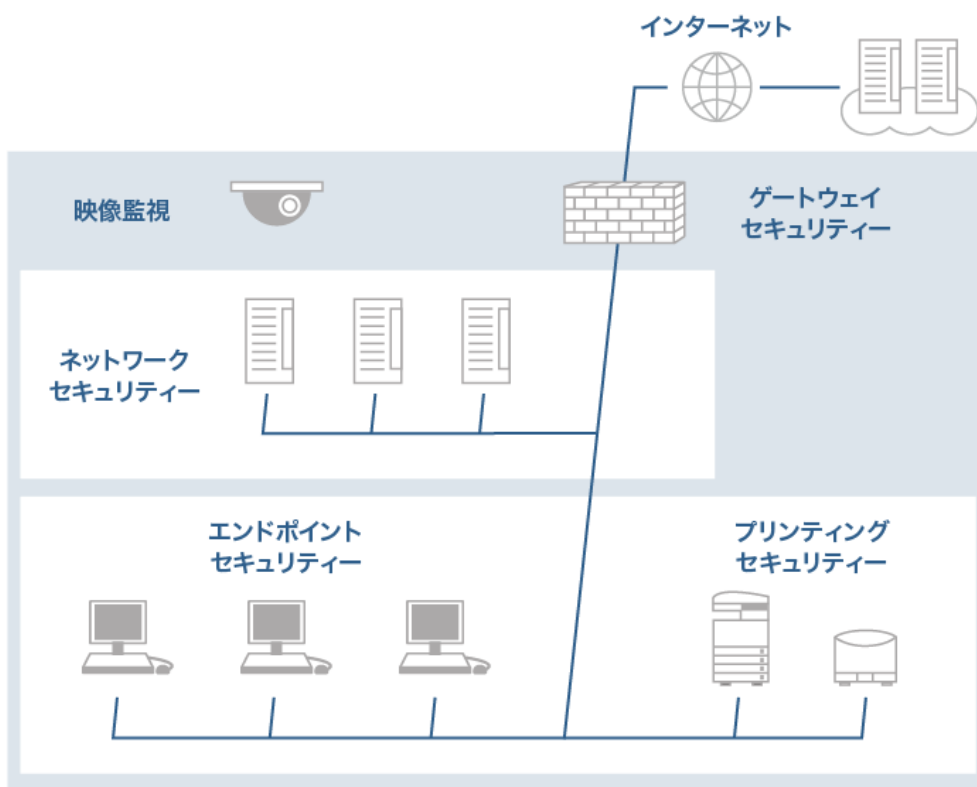 インターネット
映像監視
ゲートウェイ
セキュリティー
ネットワーク
セキュリティー
エンドポイント
セキュリティー
プリンティング
セキュリティー